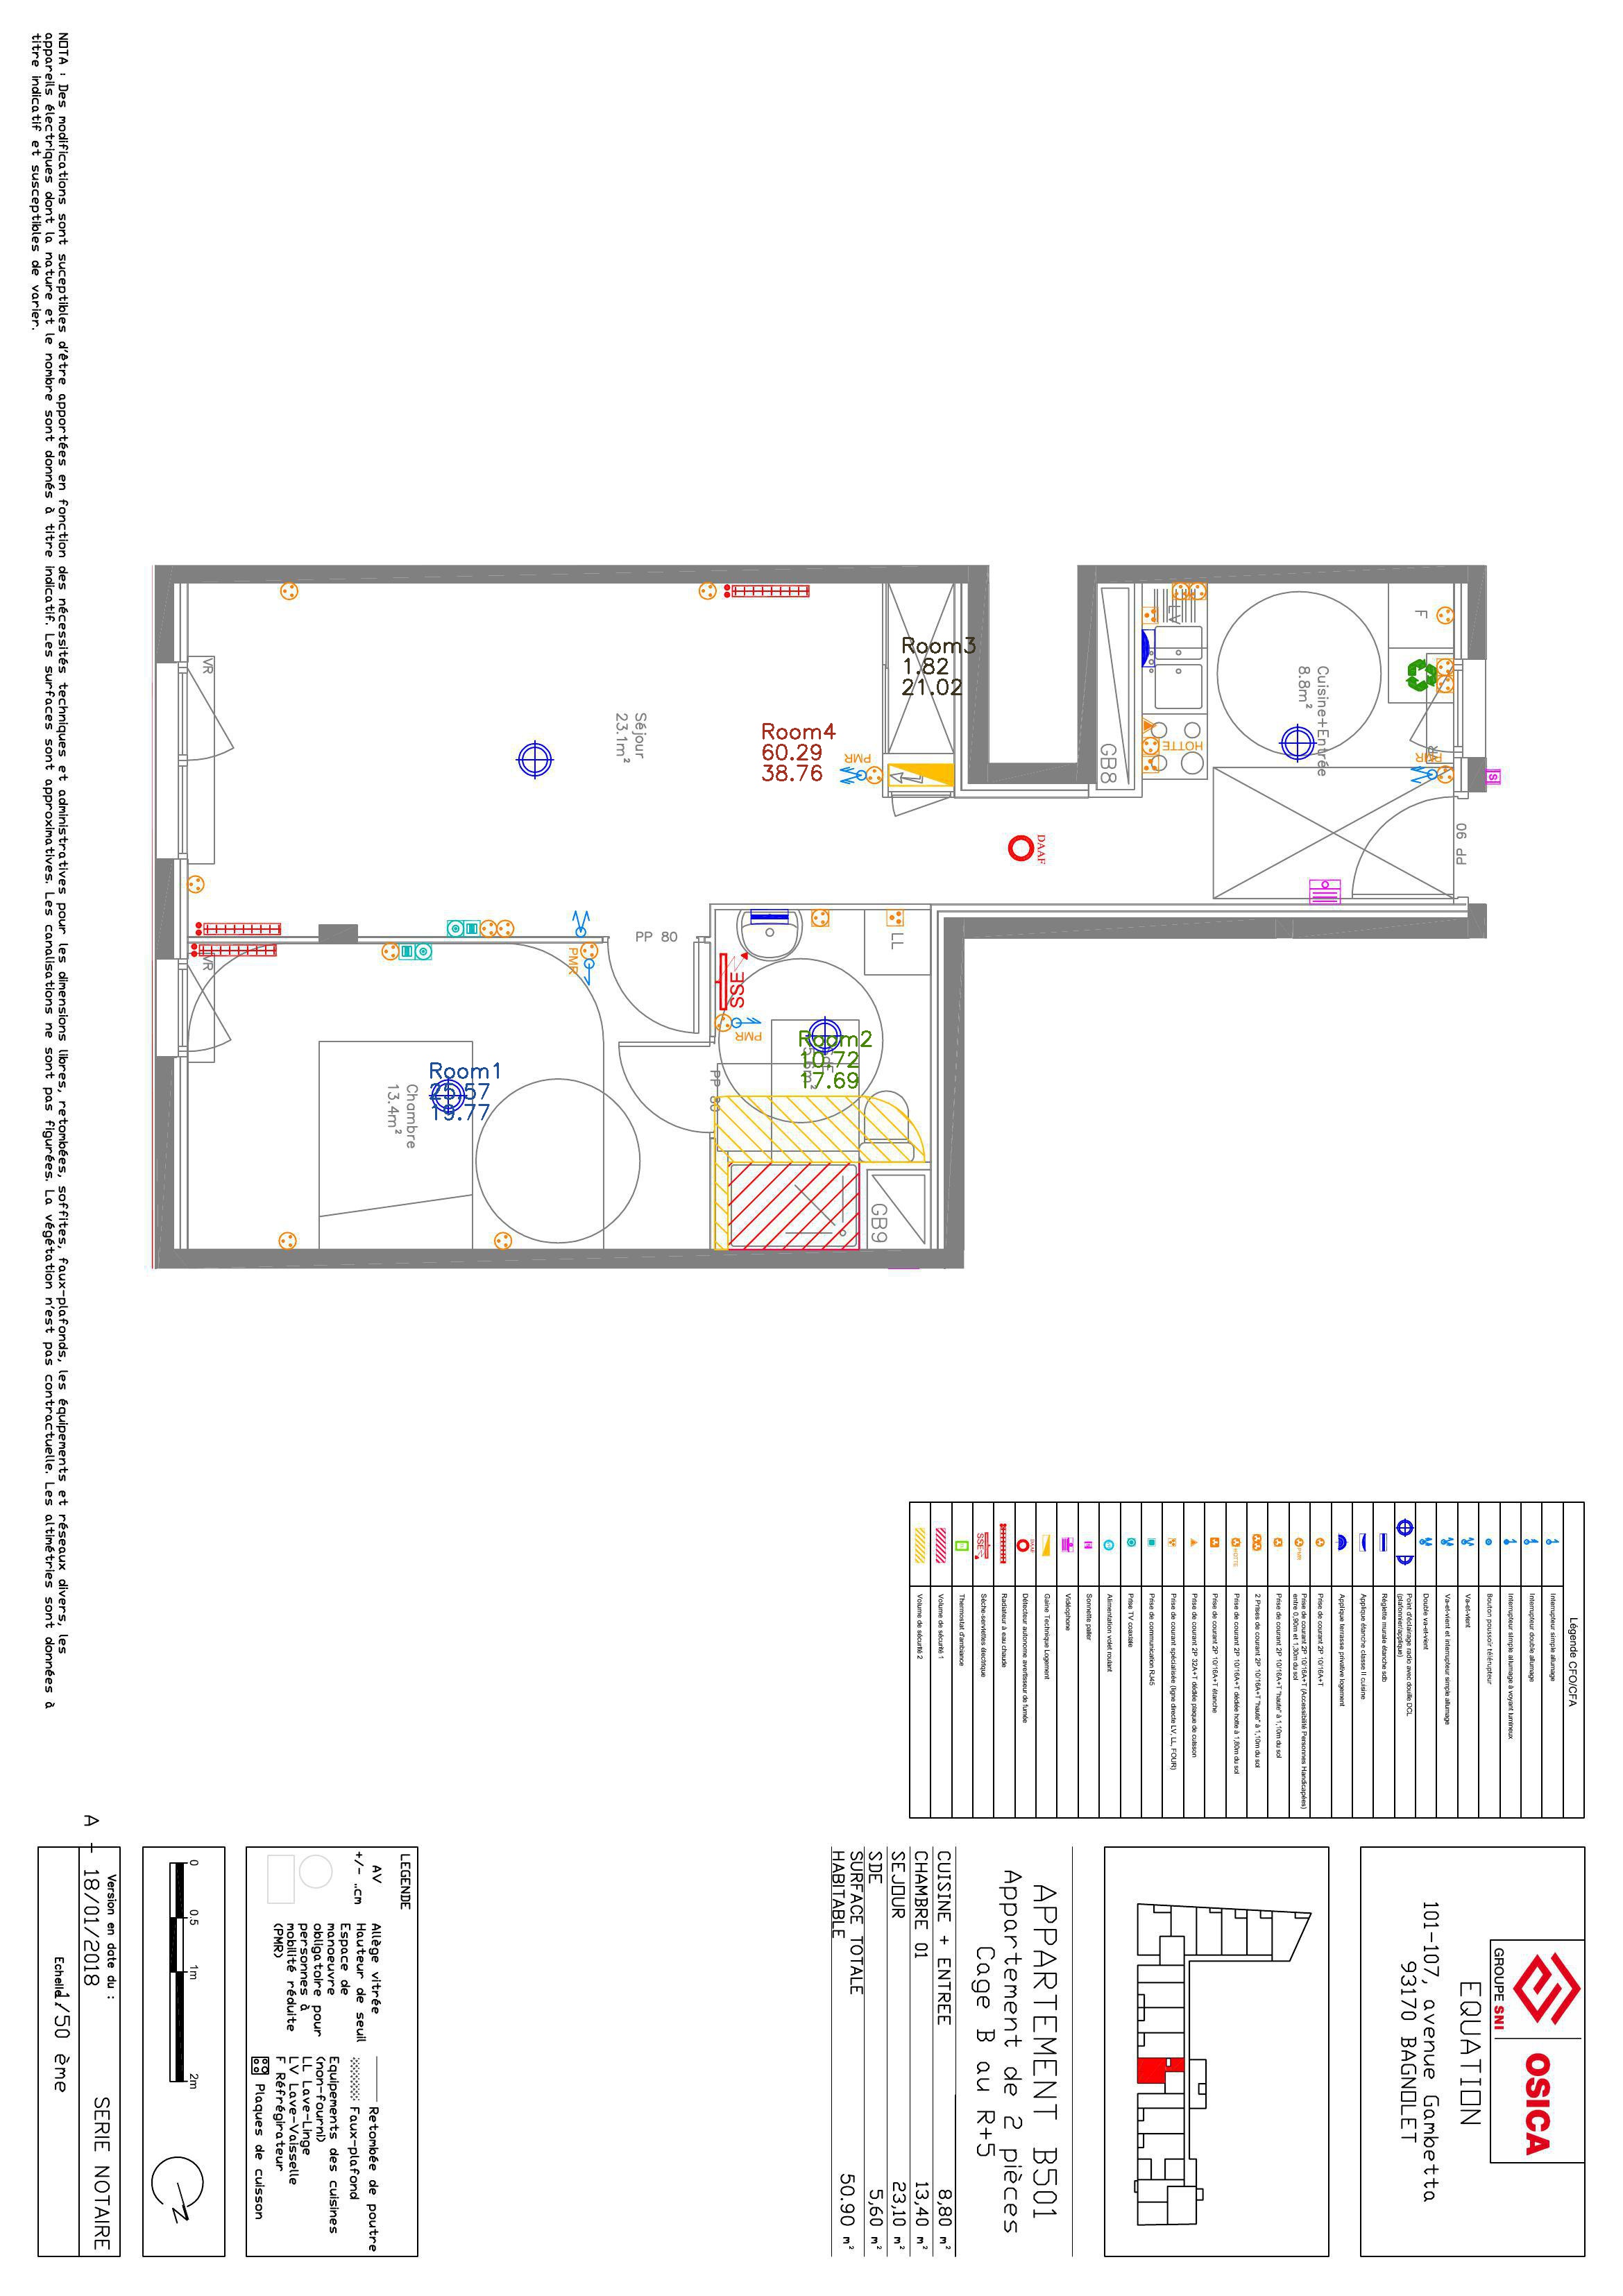 NOTA : Des modifications sont suceptibles d'être apportées en fonction des nécessités techniques et administratives pour les dimensions libres, retombées, soffites, faux-plafonds, les équipements et réseaux divers, les
appareils électriques dont la nature et le nombre sont donnés à titre indicatif. Les surfaces sont approximatives. Les canalisations ne sont pas figurées. La végétation n'est pas contractuelle. Les altimétries sont données à
titre indicatif et susceptibles de varier.
Room3
1.82
21.02
Room4
60.29
38.76
Room2
10.72
17.69
Room1
25.57
19.77
Séjour
23.1m²
Cuisine+Entrée
8.8m²
Chambre
13.4m²
VR
VR
PMR
PMR
PMR
PMR
PP 80
PP 80
PP 90
GB8
GB9
HOTTE
LL
F
DAAF
SSE
Légende CFO/CFA
Interrupteur simple allumage
Interrupteur double allumage
Interrupteur simple allumage à voyant lumineux
Bouton poussoir télérupteur
Va-et-vient
Va-et-vient et interrupteur simple allumage
Double va-et-vient
Point d'éclairage radio avec douille DCL
(plafonnier/applique)
Réglette murale étanche sdb
Applique étanche classe II cuisine
Applique terrasse privative logement
Prise de courant 2P 10/16A+T
PMR
Prise de courant 2P 10/16A+T (Accessibilité Personnes Handicapées)
entre 0,90m et 1,30m du sol
Prise de courant 2P 10/16A+T "haute" à 1,10m du sol
2 Prises de courant 2P 10/16A+T "haute" à 1,10m du sol
HOTTE
Prise de courant 2P 10/16A+T dédiée hotte à 1,80m du sol
Prise de courant 2P 10/16A+T étanche
Prise de courant 2P 32A+T dédiée plaque de cuisson
Prise de courant spécialisée (ligne directe LV, LL, FOUR)
Prise de communication RJ45
Prise TV coaxiale
Alimentation volet roulant
Sonnette palier
Vidéophone
Gaine Technique Logement
DAAF
Détecteur autonome avertisseur de fumée
Radiateur à eau chaude
SSE
Sèche-serviettes électrique
Thermostat d'ambiance
Volume de sécurité 1
Volume de sécurité 2
GROUPE SNI
OSICA
EQUATION
101-107, avenue Gambetta
93170 BAGNOLET
APPARTEMENT B501
Appartement de 2 pièces
Cage B au R+5
CUISINE + ENTREE 8,80 m²
CHAMBRE 01 13,40 m²
SEJOUR 23,10 m²
SDE 5,60 m²
SURFACE TOTALE
HABITABLE 50.90 m²
LEGENDE
AV Allège vitrée
+/- ..cm Hauteur de seuil
Espace de
manoeuvre
obligatoire pour
personnes à
mobilité réduite
(PMR)
Retombée de poutre
Faux-plafond
Equipements des cuisines
(non-fourni)
LL Lave-Linge
LV Lave-Vaisselle
F Réfrigérateur
Plaques de cuisson
0 0,5 1m 2m
Version en date du :
A - 18/01/2018
SERIE NOTAIRE
Echelle 1/50 ème